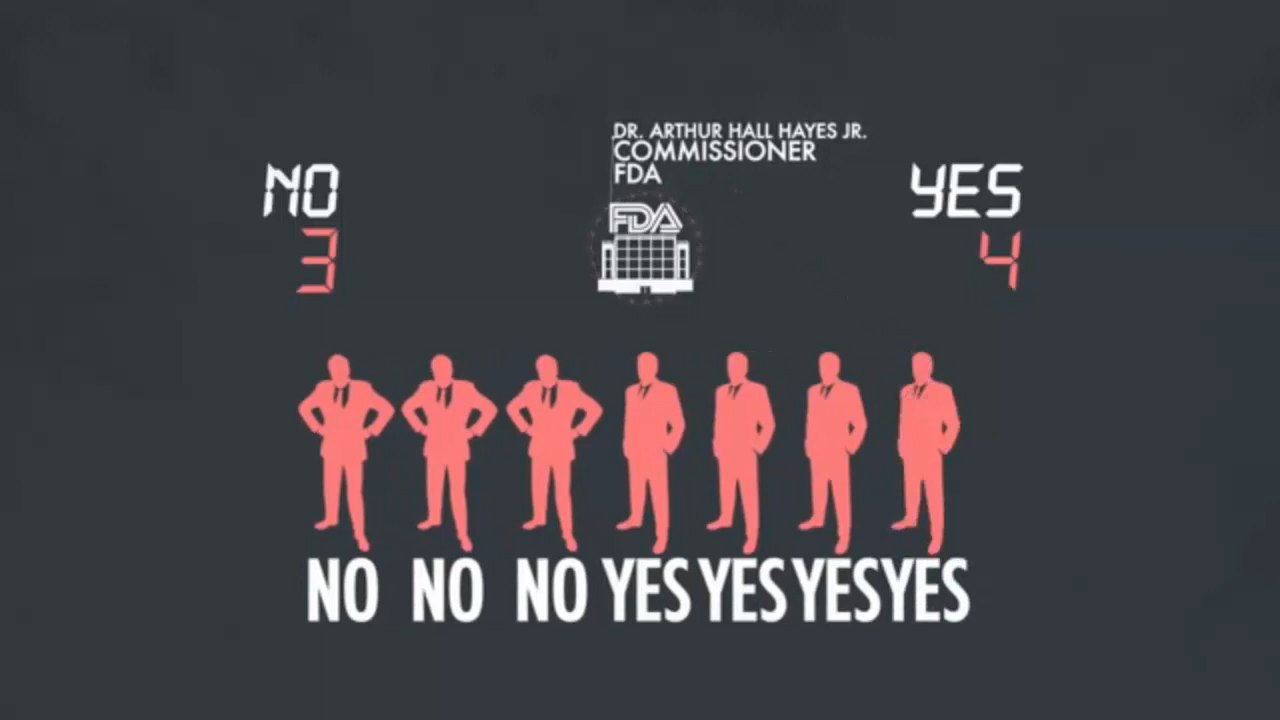 DR. ARTHUR HALL HAYES JR.
COMMISSIONER
FDA
NO
YES
3
4
FDA
NO NO NO YES YES YES YES